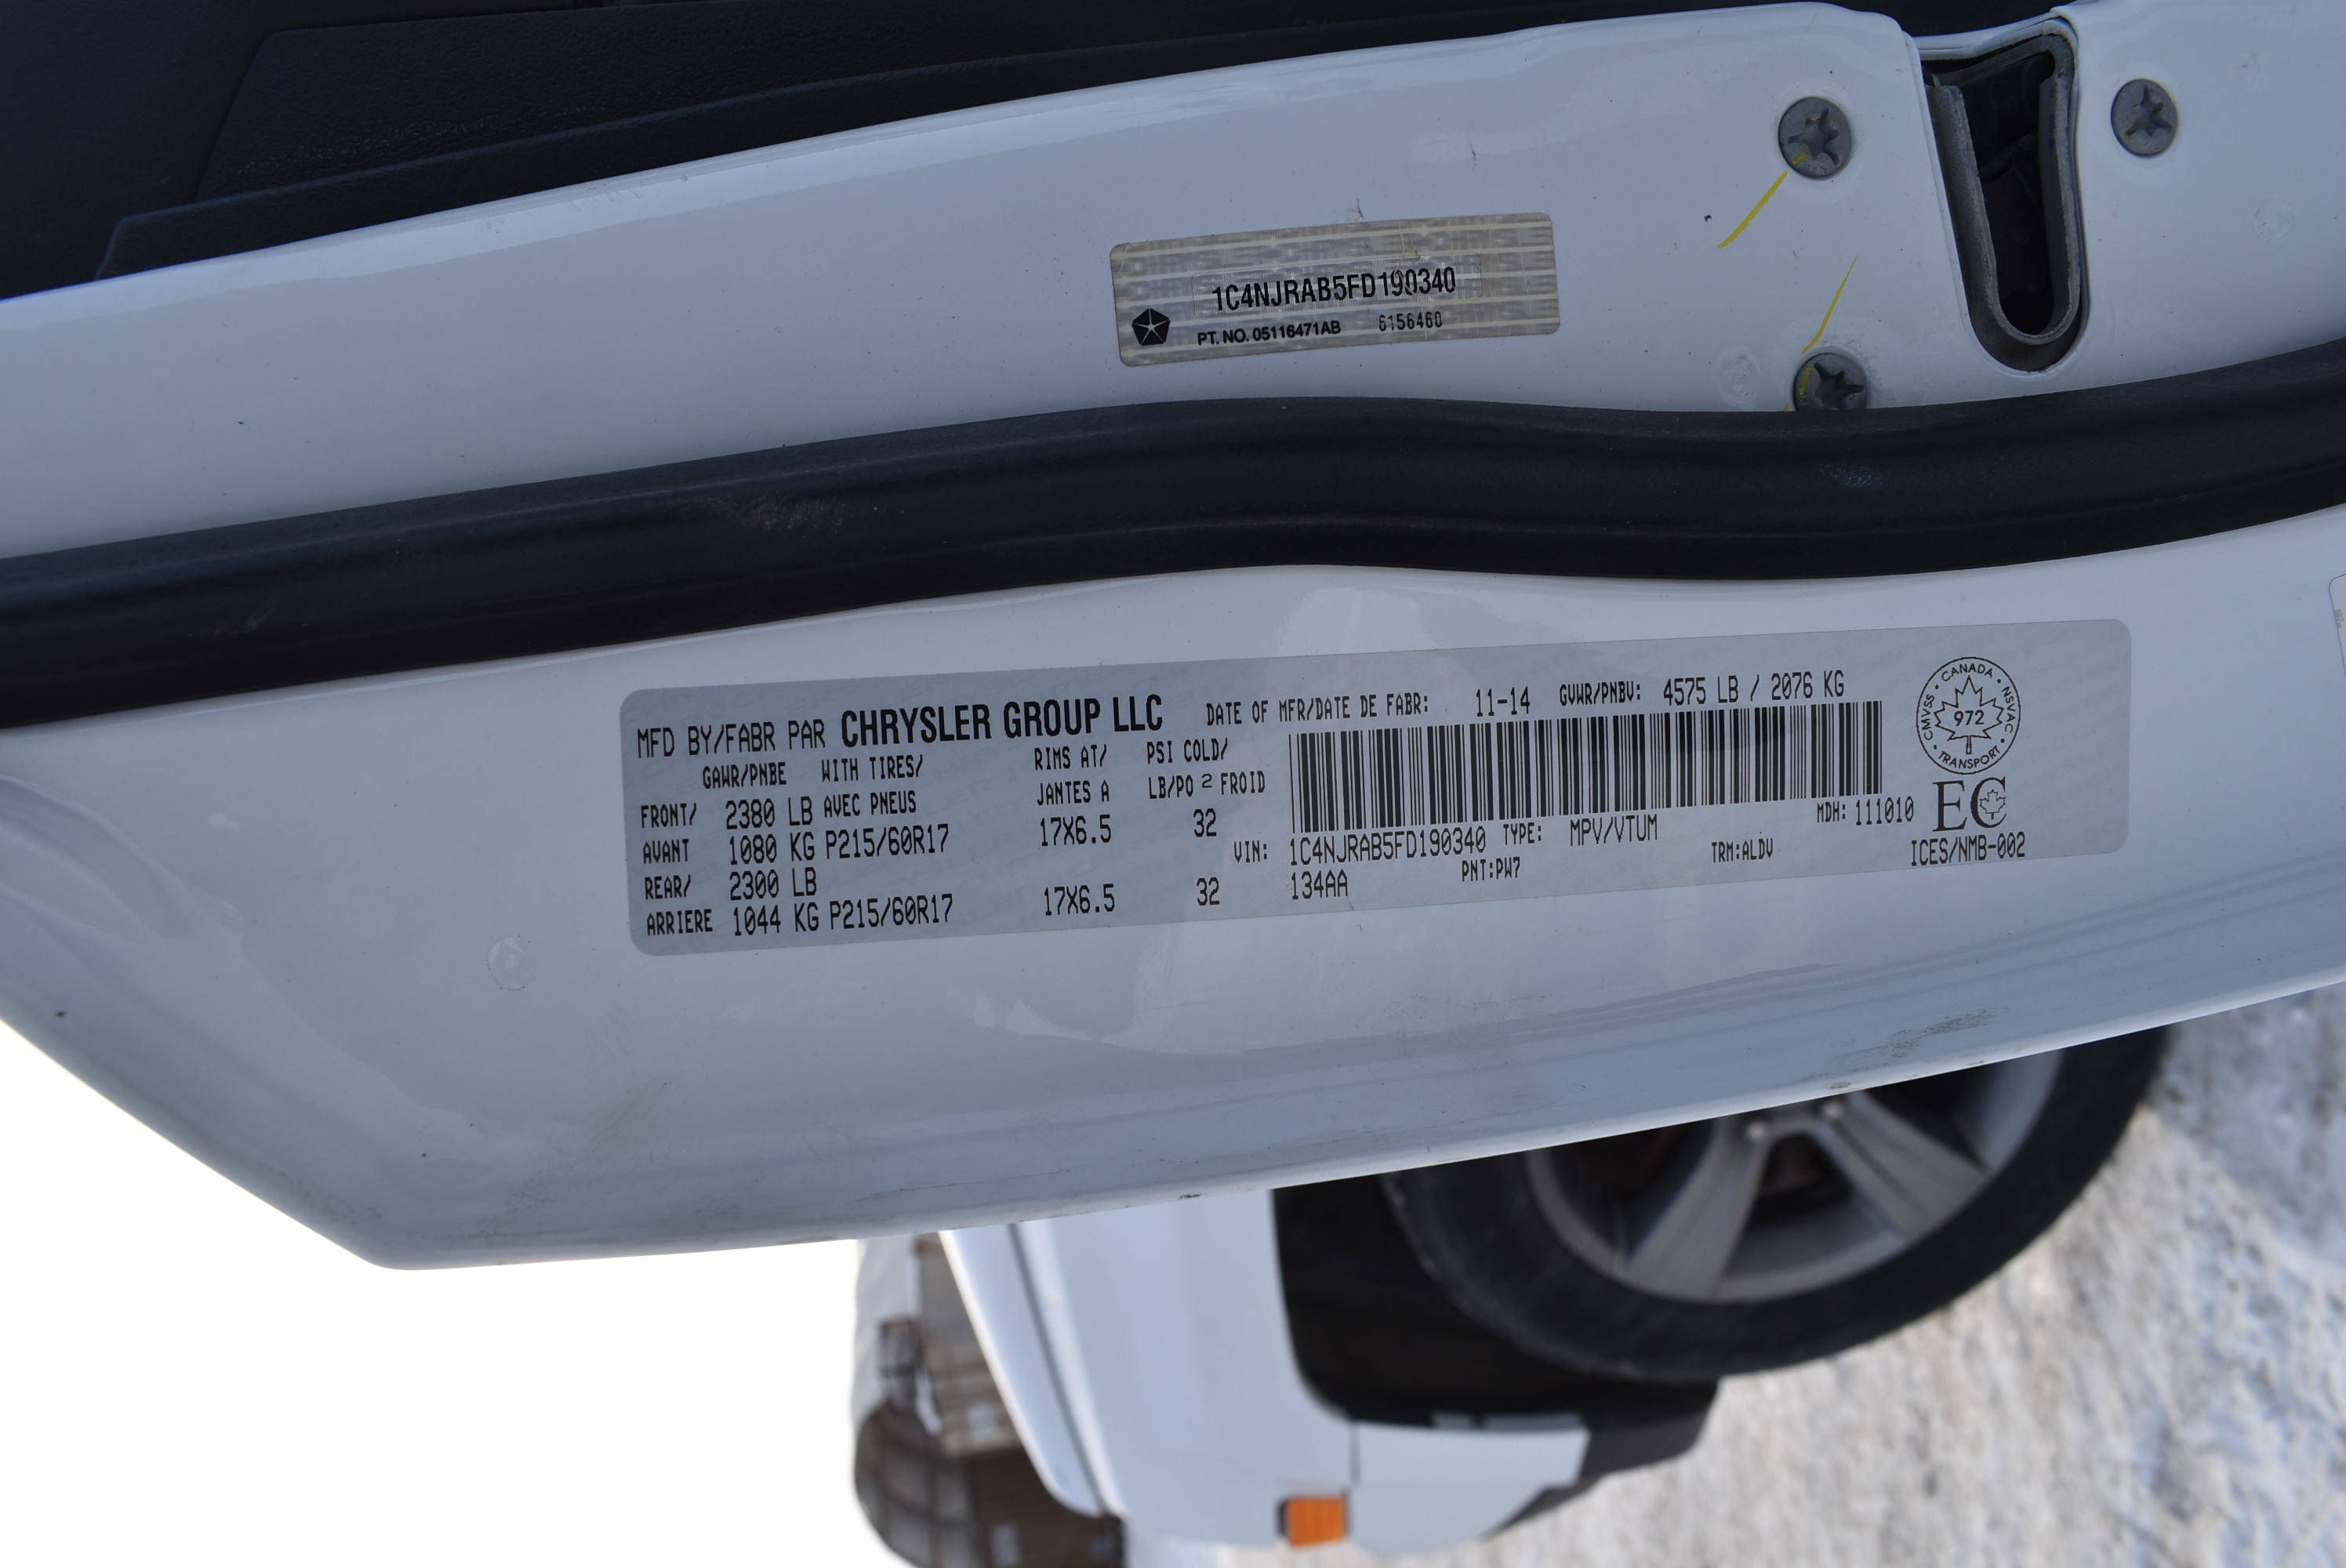 1C4NJRAB5FD190340
PT. NO. 05116471AB 6156460
MFD BY/FABR PAR CHRYSLER GROUP LLC DATE OF MFR/DATE DE FABR: 11-14 GVWR/PNBV: 4575 LB / 2076 KG
GAWR/PNBE WITH TIRES/ RIMS AT/ PSI COLD/
FRONT/ 2380 LB AVEC PNEUS JANTES A LB/PO 2 FROID
AVANT 1080 KG P215/60R17 17X6.5 32
REAR/ 2300 LB
ARRIERE 1044 KG P215/60R17 17X6.5 32
MDH: 111010
VIN: 1C4NJRAB5FD190340 TYPE: MPV/VTUM
134AA PNT:PW7 TRM:ALDV
CANADA
CMVSS • NSVAC
972
TRANSPORT
EC
ICES/NMB-002